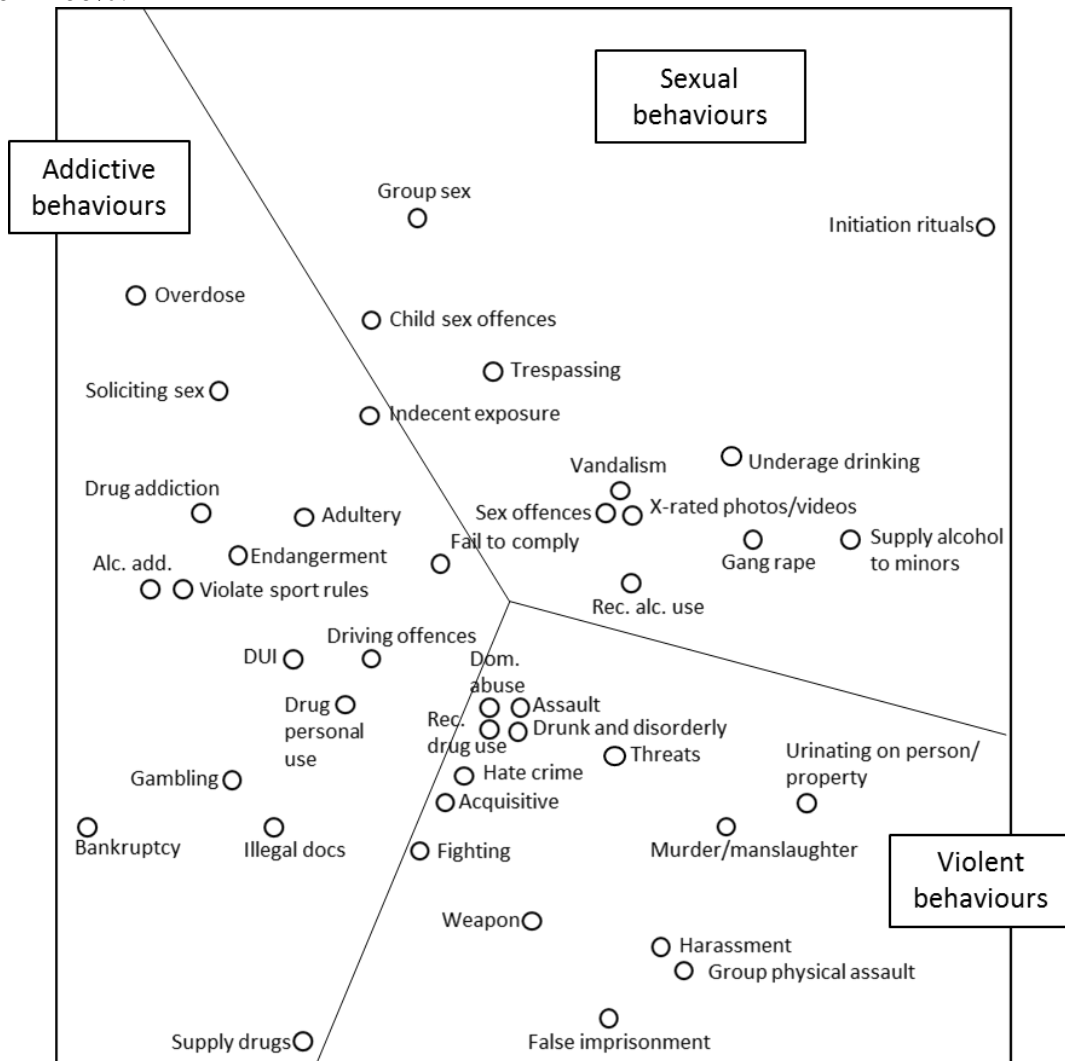 Sexual
behaviours
Addictive
behaviours
Group sex
Initiation rituals
Overdose
Child sex offences
Trespassing
Soliciting sex
Indecent exposure
Vandalism
Underage drinking
Drug addiction
Adultery
Sex offences
X-rated photos/videos
Fail to comply
Supply alcohol
to minors
Gang rape
Endangerment
Alc. add.
Violate sport rules
Rec. alc. use
Driving offences
DUI
Dom.
abuse
Drug
personal
use
Assault
Rec.
drug use
Drunk and disorderly
Threats
Urinating on person/
property
Hate crime
Gambling
Acquisitive
Bankruptcy
Illegal docs
Fighting
Murder/manslaughter
Violent
behaviours
Weapon
Harassment
Group physical assault
Supply drugs
False imprisonment